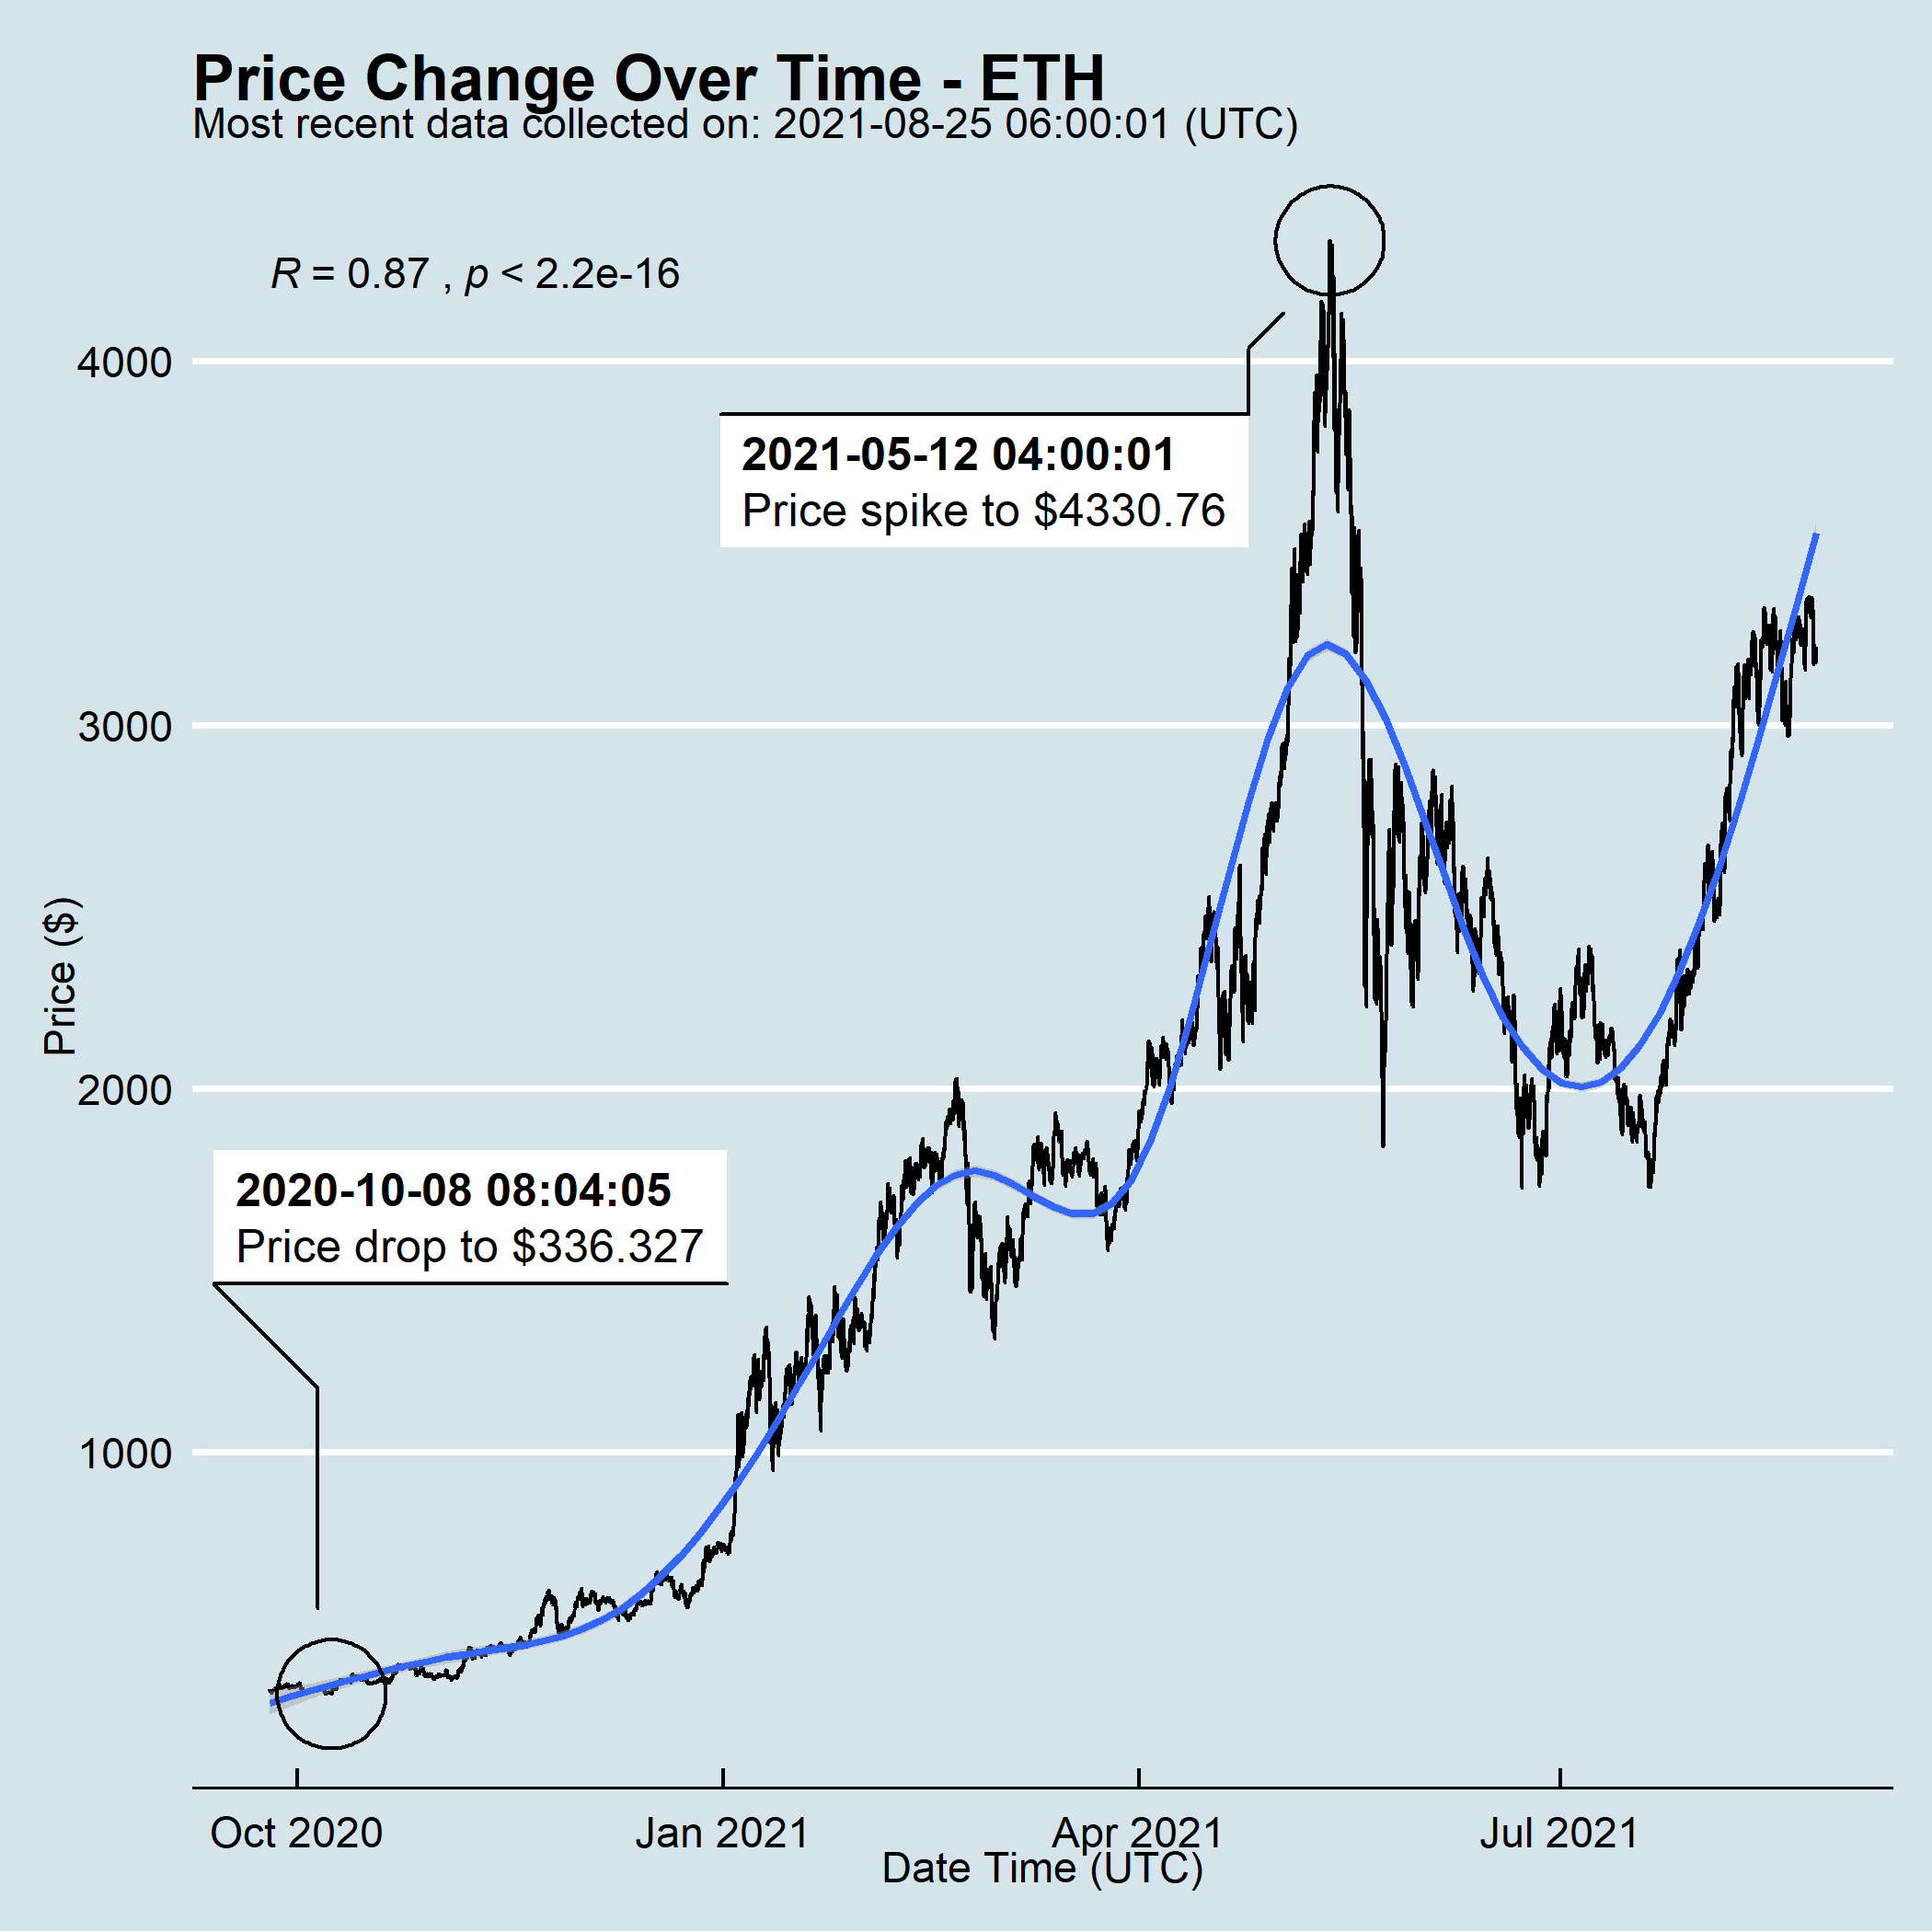 Price Change Over Time - ETH
Most recent data collected on: 2021-08-25 06:00:01 (UTC)
R = 0.87 , p < 2.2e-16
4000
2021-05-12 04:00:01
Price spike to $4330.76
3000
Price ($)
2000
2020-10-08 08:04:05
Price drop to $336.327
1000
Oct 2020 Jan 2021 Apr 2021 Jul 2021
Date Time (UTC)